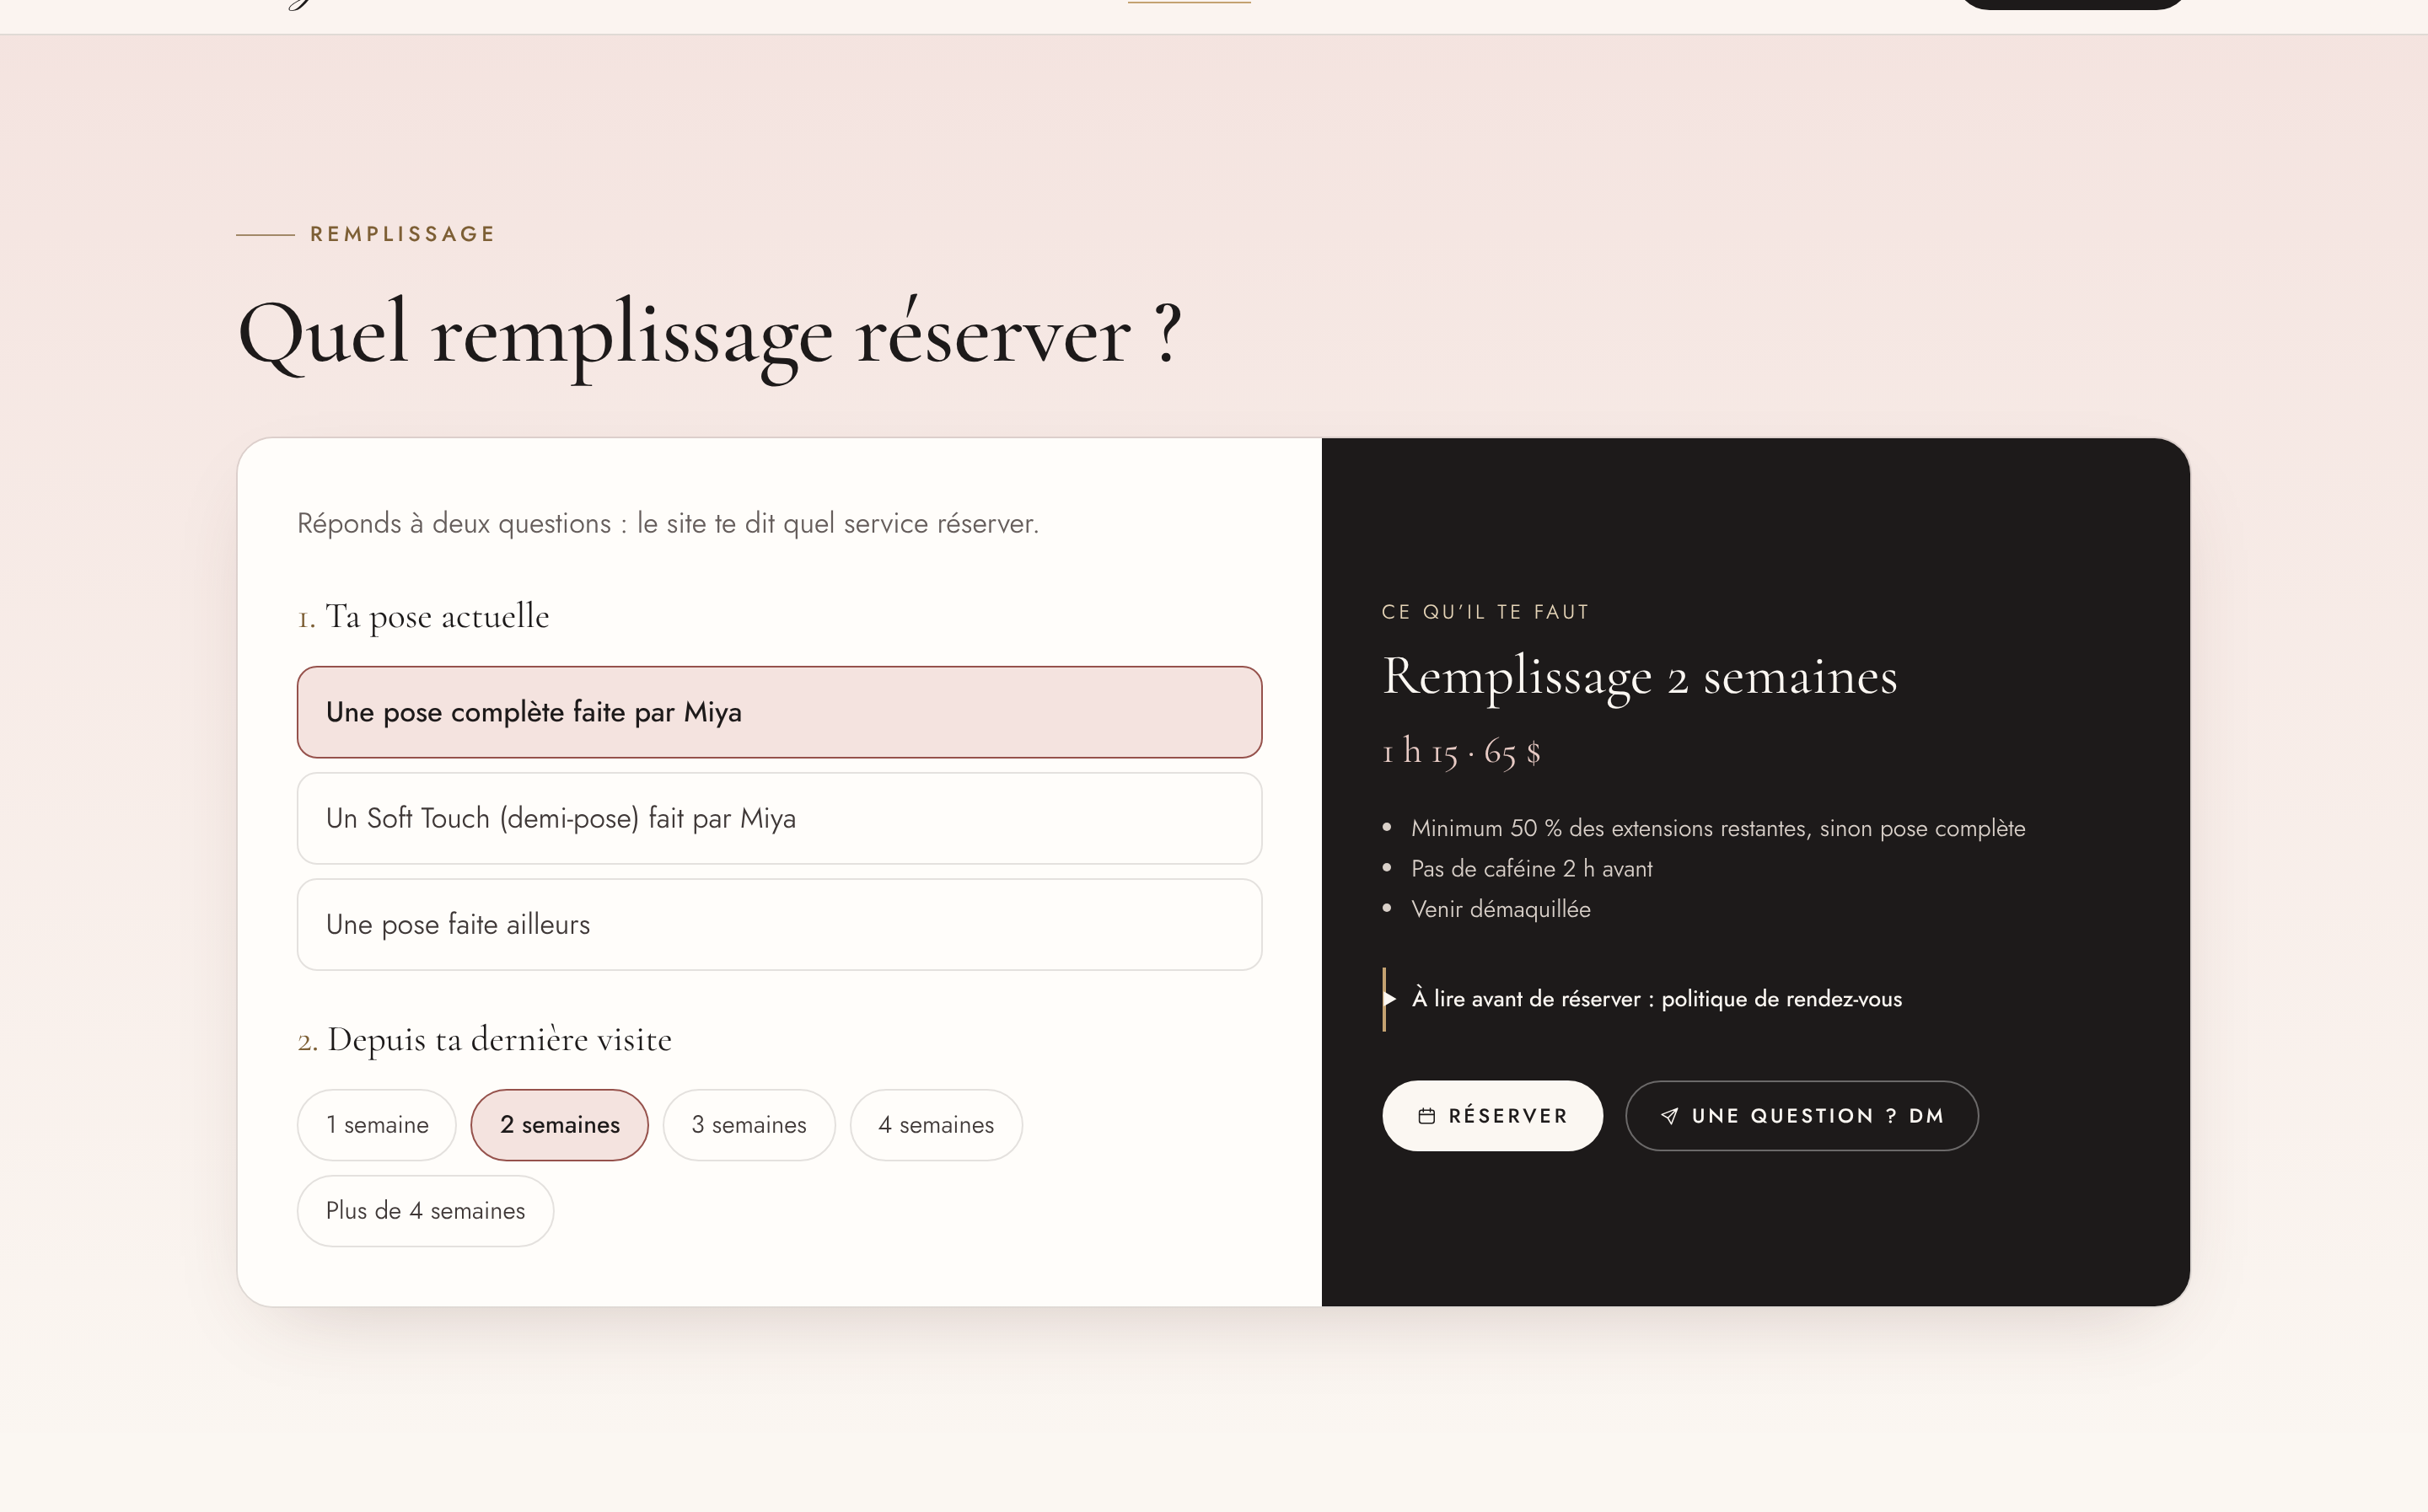 REMPLISSAGE
Quel remplissage réserver ?
Réponds à deux questions : le site te dit quel service réserver.
1. Ta pose actuelle
Une pose complète faite par Miya
Un Soft Touch (demi-pose) fait par Miya
Une pose faite ailleurs
2. Depuis ta dernière visite
1 semaine
2 semaines
3 semaines
4 semaines
Plus de 4 semaines
CE QU’IL TE FAUT
Remplissage 2 semaines
1 h 15 · 65 $
Minimum 50 % des extensions restantes, sinon pose complète
Pas de caféine 2 h avant
Venir démaquillée
À lire avant de réserver : politique de rendez-vous
RÉSERVER
UNE QUESTION ? DM